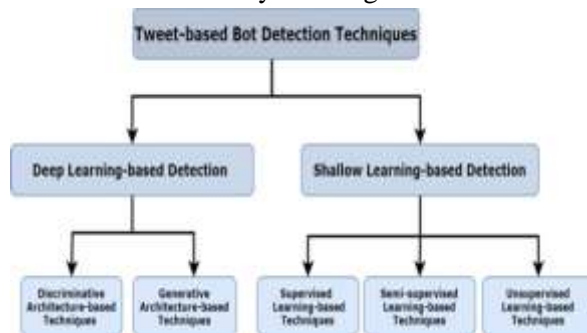 Tweet-based Bot Detection Techniques
Deep Learning-based Detection
Shallow Learning-based Detection
Discriminative
Architecture-based
Techniques
Generative
Architecture-based
Techniques
Supervised
Learning-based
Techniques
Semi-supervised
Learning-based
Techniques
Unsupervised
Learning-based
Techniques